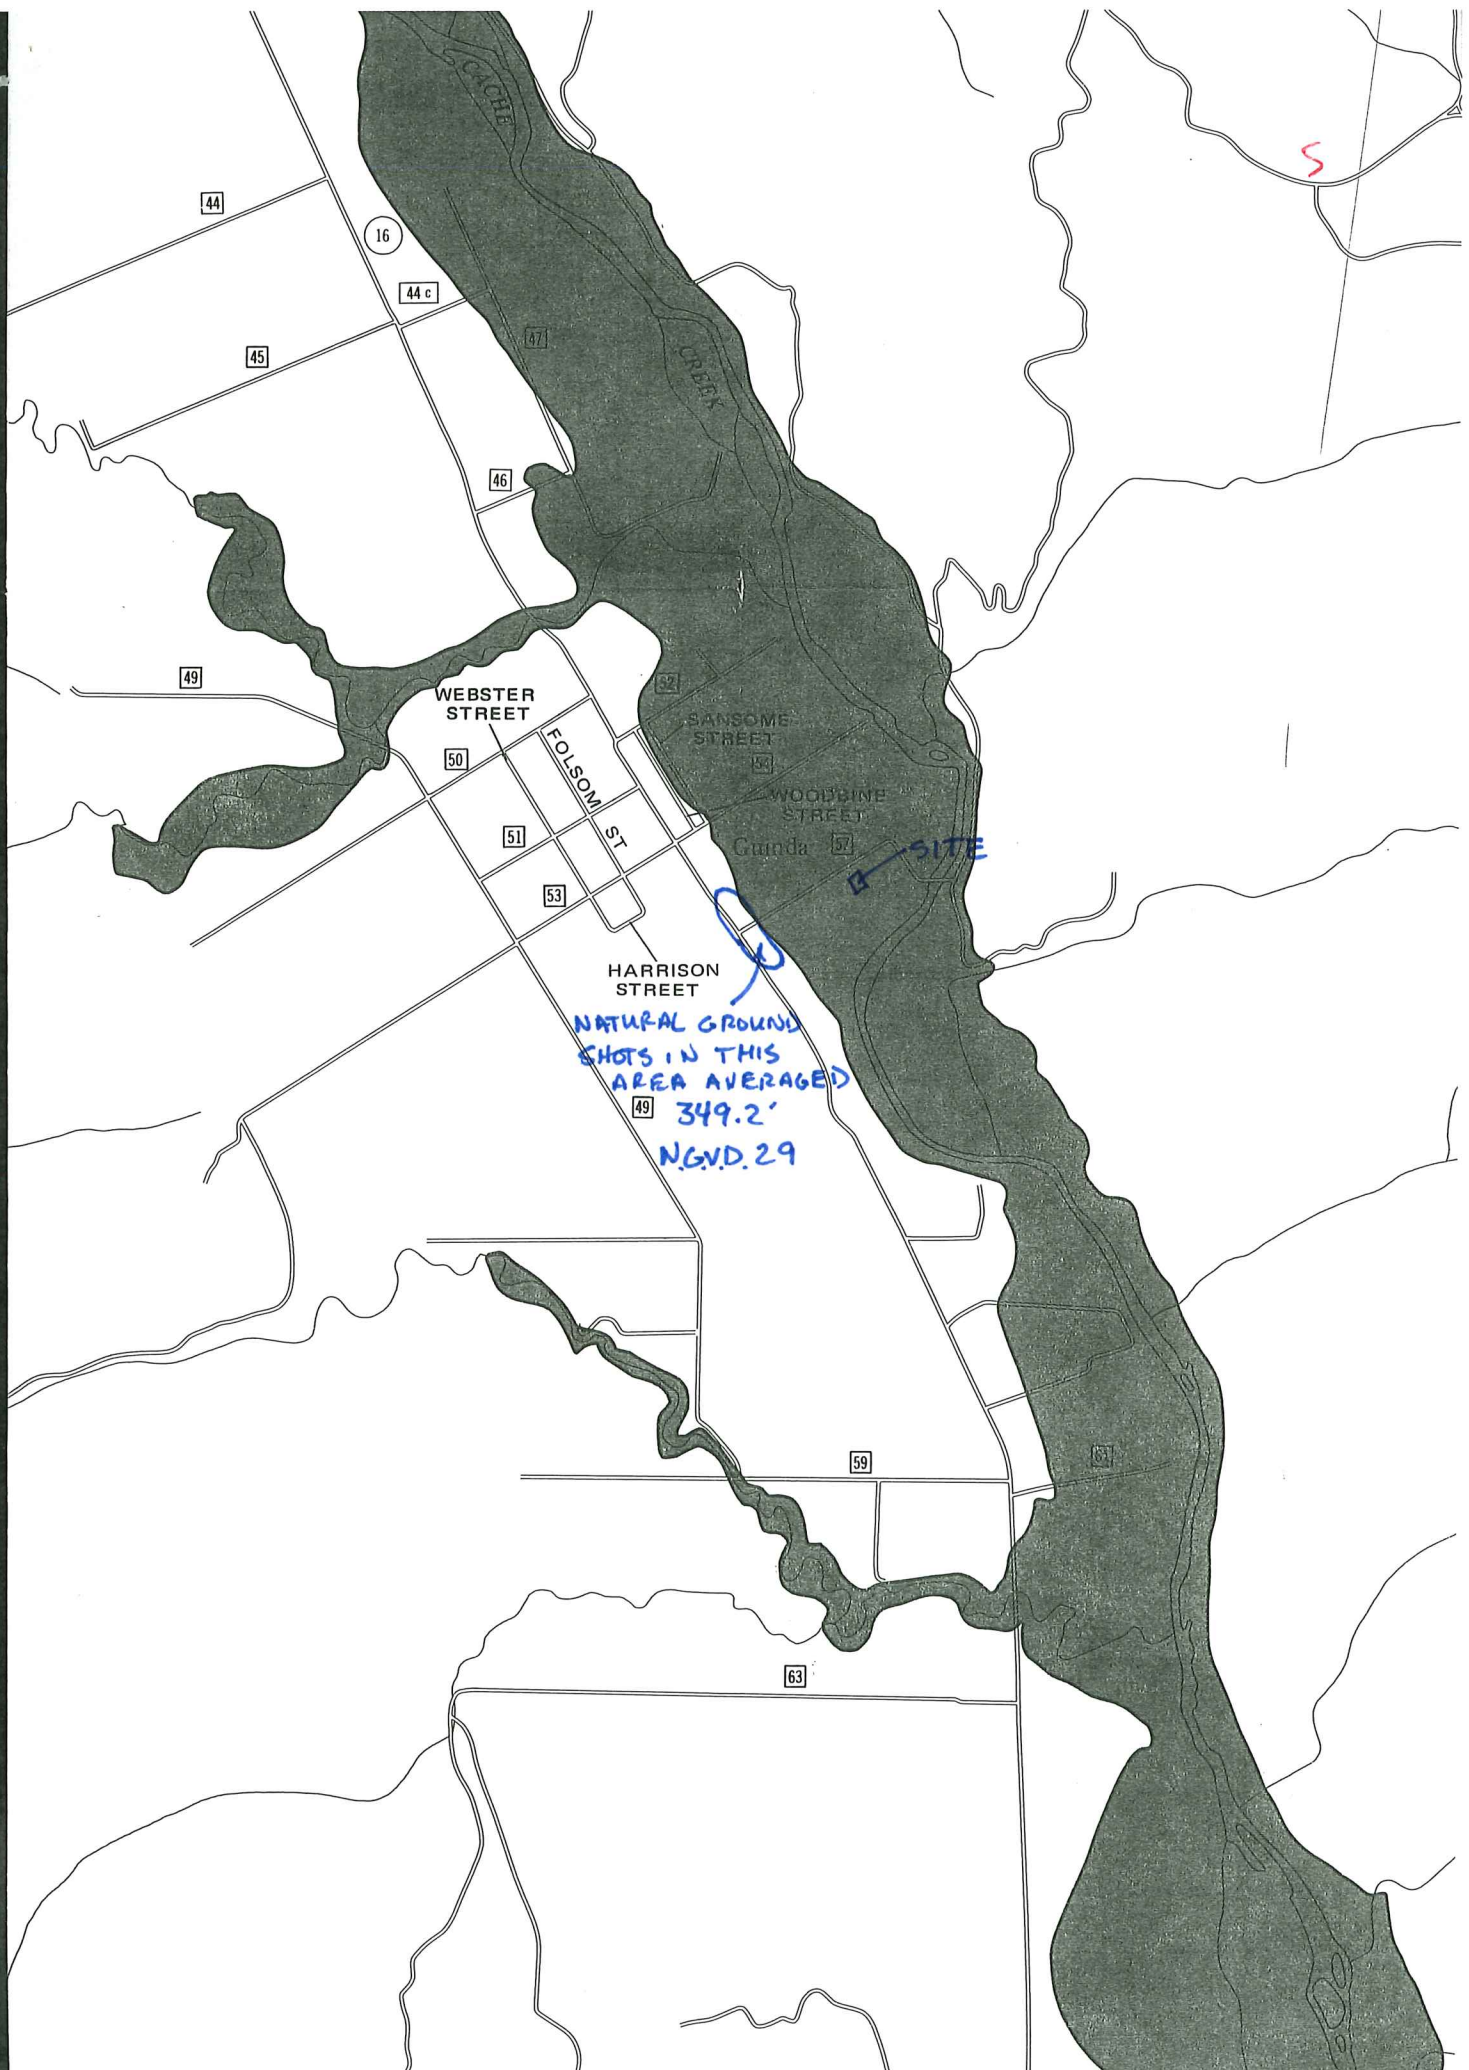 CACHE
S
44
16
44 c
47
45
CREEK
46
49
WEBSTER
STREET
52
SANSOME
STREET
50
FOLSOM ST
54
WOODBINE
STREET
51
Guinda
57
SITE
53
HARRISON
STREET
NATURAL GROUND
SHOTS IN THIS
AREA AVERAGED
49
349.2'
N.G.V.D. 29
59
61
63